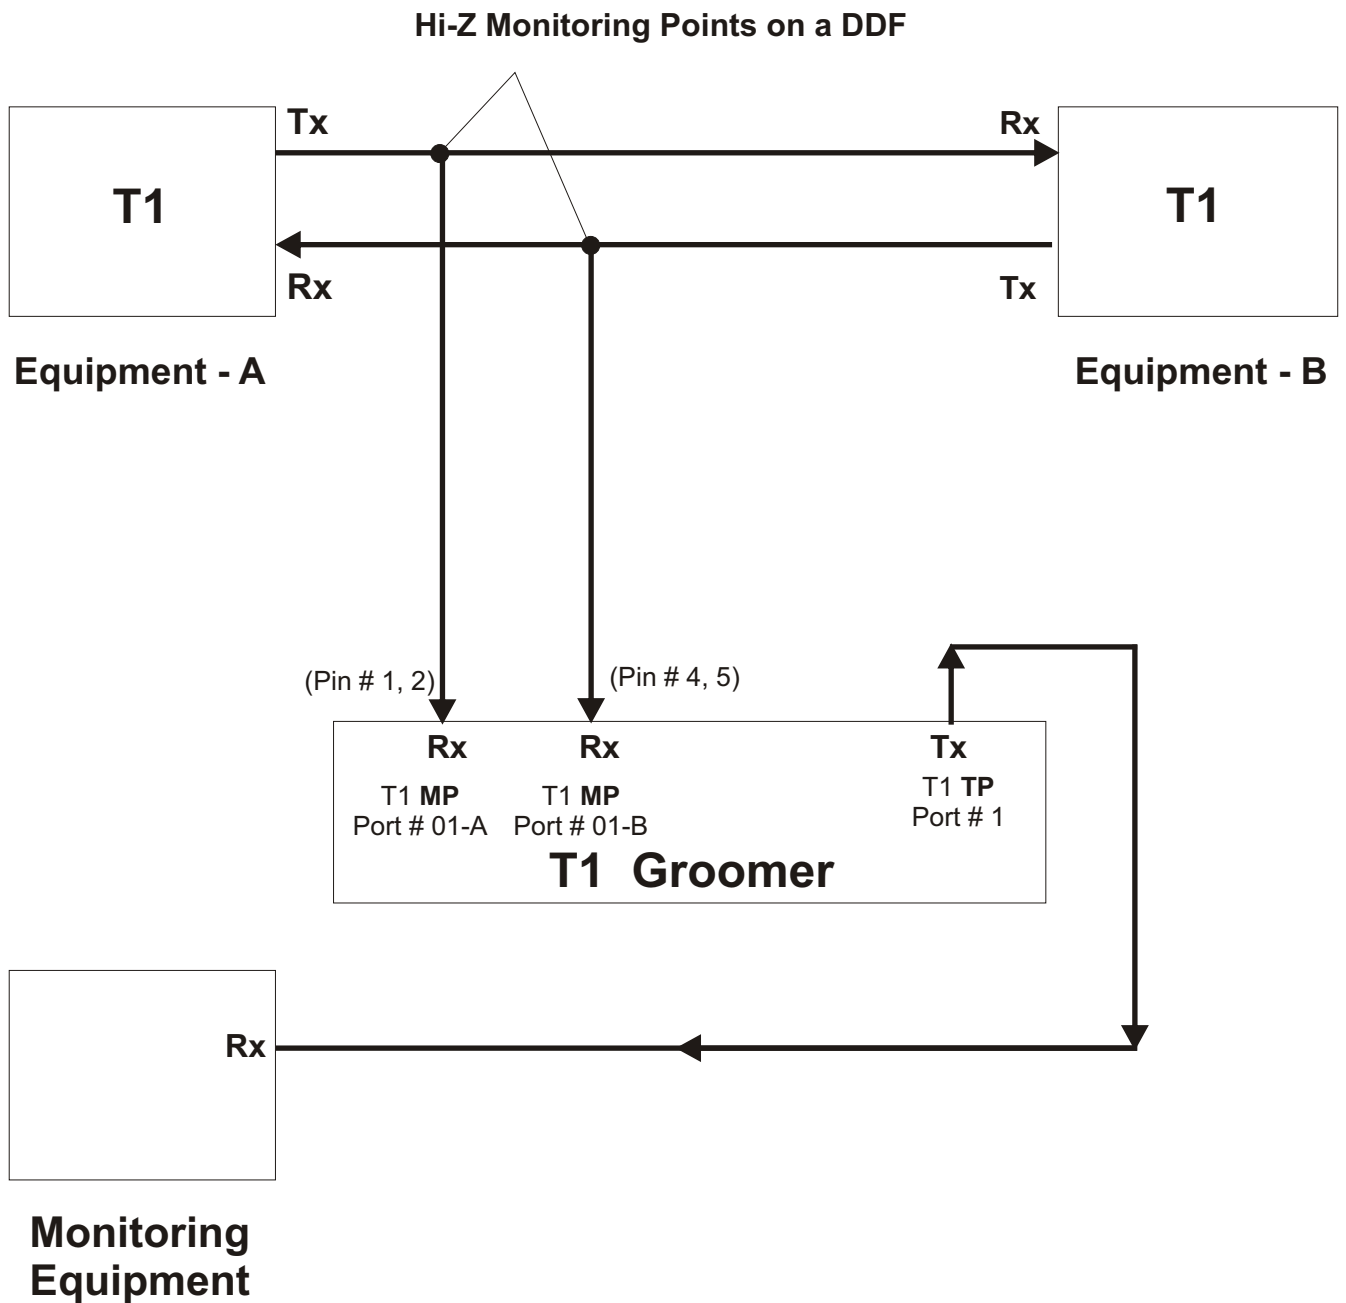 Hi-Z Monitoring Points on a DDF
Tx
Rx
T1
T1
Rx
Tx
Equipment - A
Equipment - B
(Pin # 1, 2)
(Pin # 4, 5)
Rx
Rx
Tx
T1 MP
Port # 01-A
T1 MP
Port # 01-B
T1 TP
Port # 1
T1 Groomer
Rx
Monitoring
Equipment